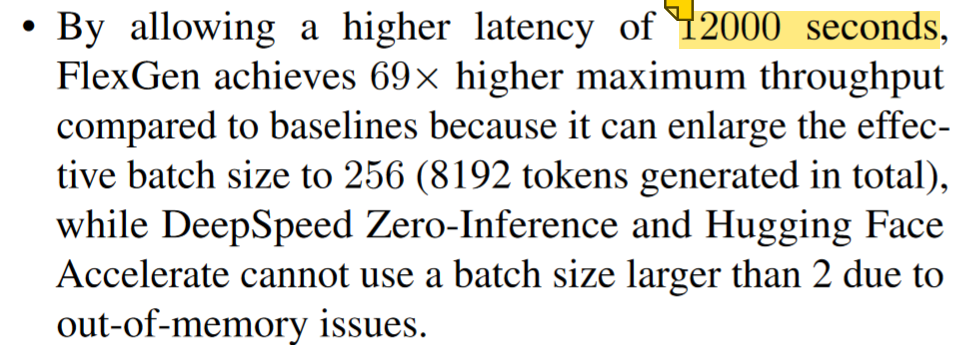 • By allowing a higher latency of 12000 seconds,
FlexGen achieves 69× higher maximum throughput
compared to baselines because it can enlarge the effec-
tive batch size to 256 (8192 tokens generated in total),
while DeepSpeed Zero-Inference and Hugging Face
Accelerate cannot use a batch size larger than 2 due to
out-of-memory issues.